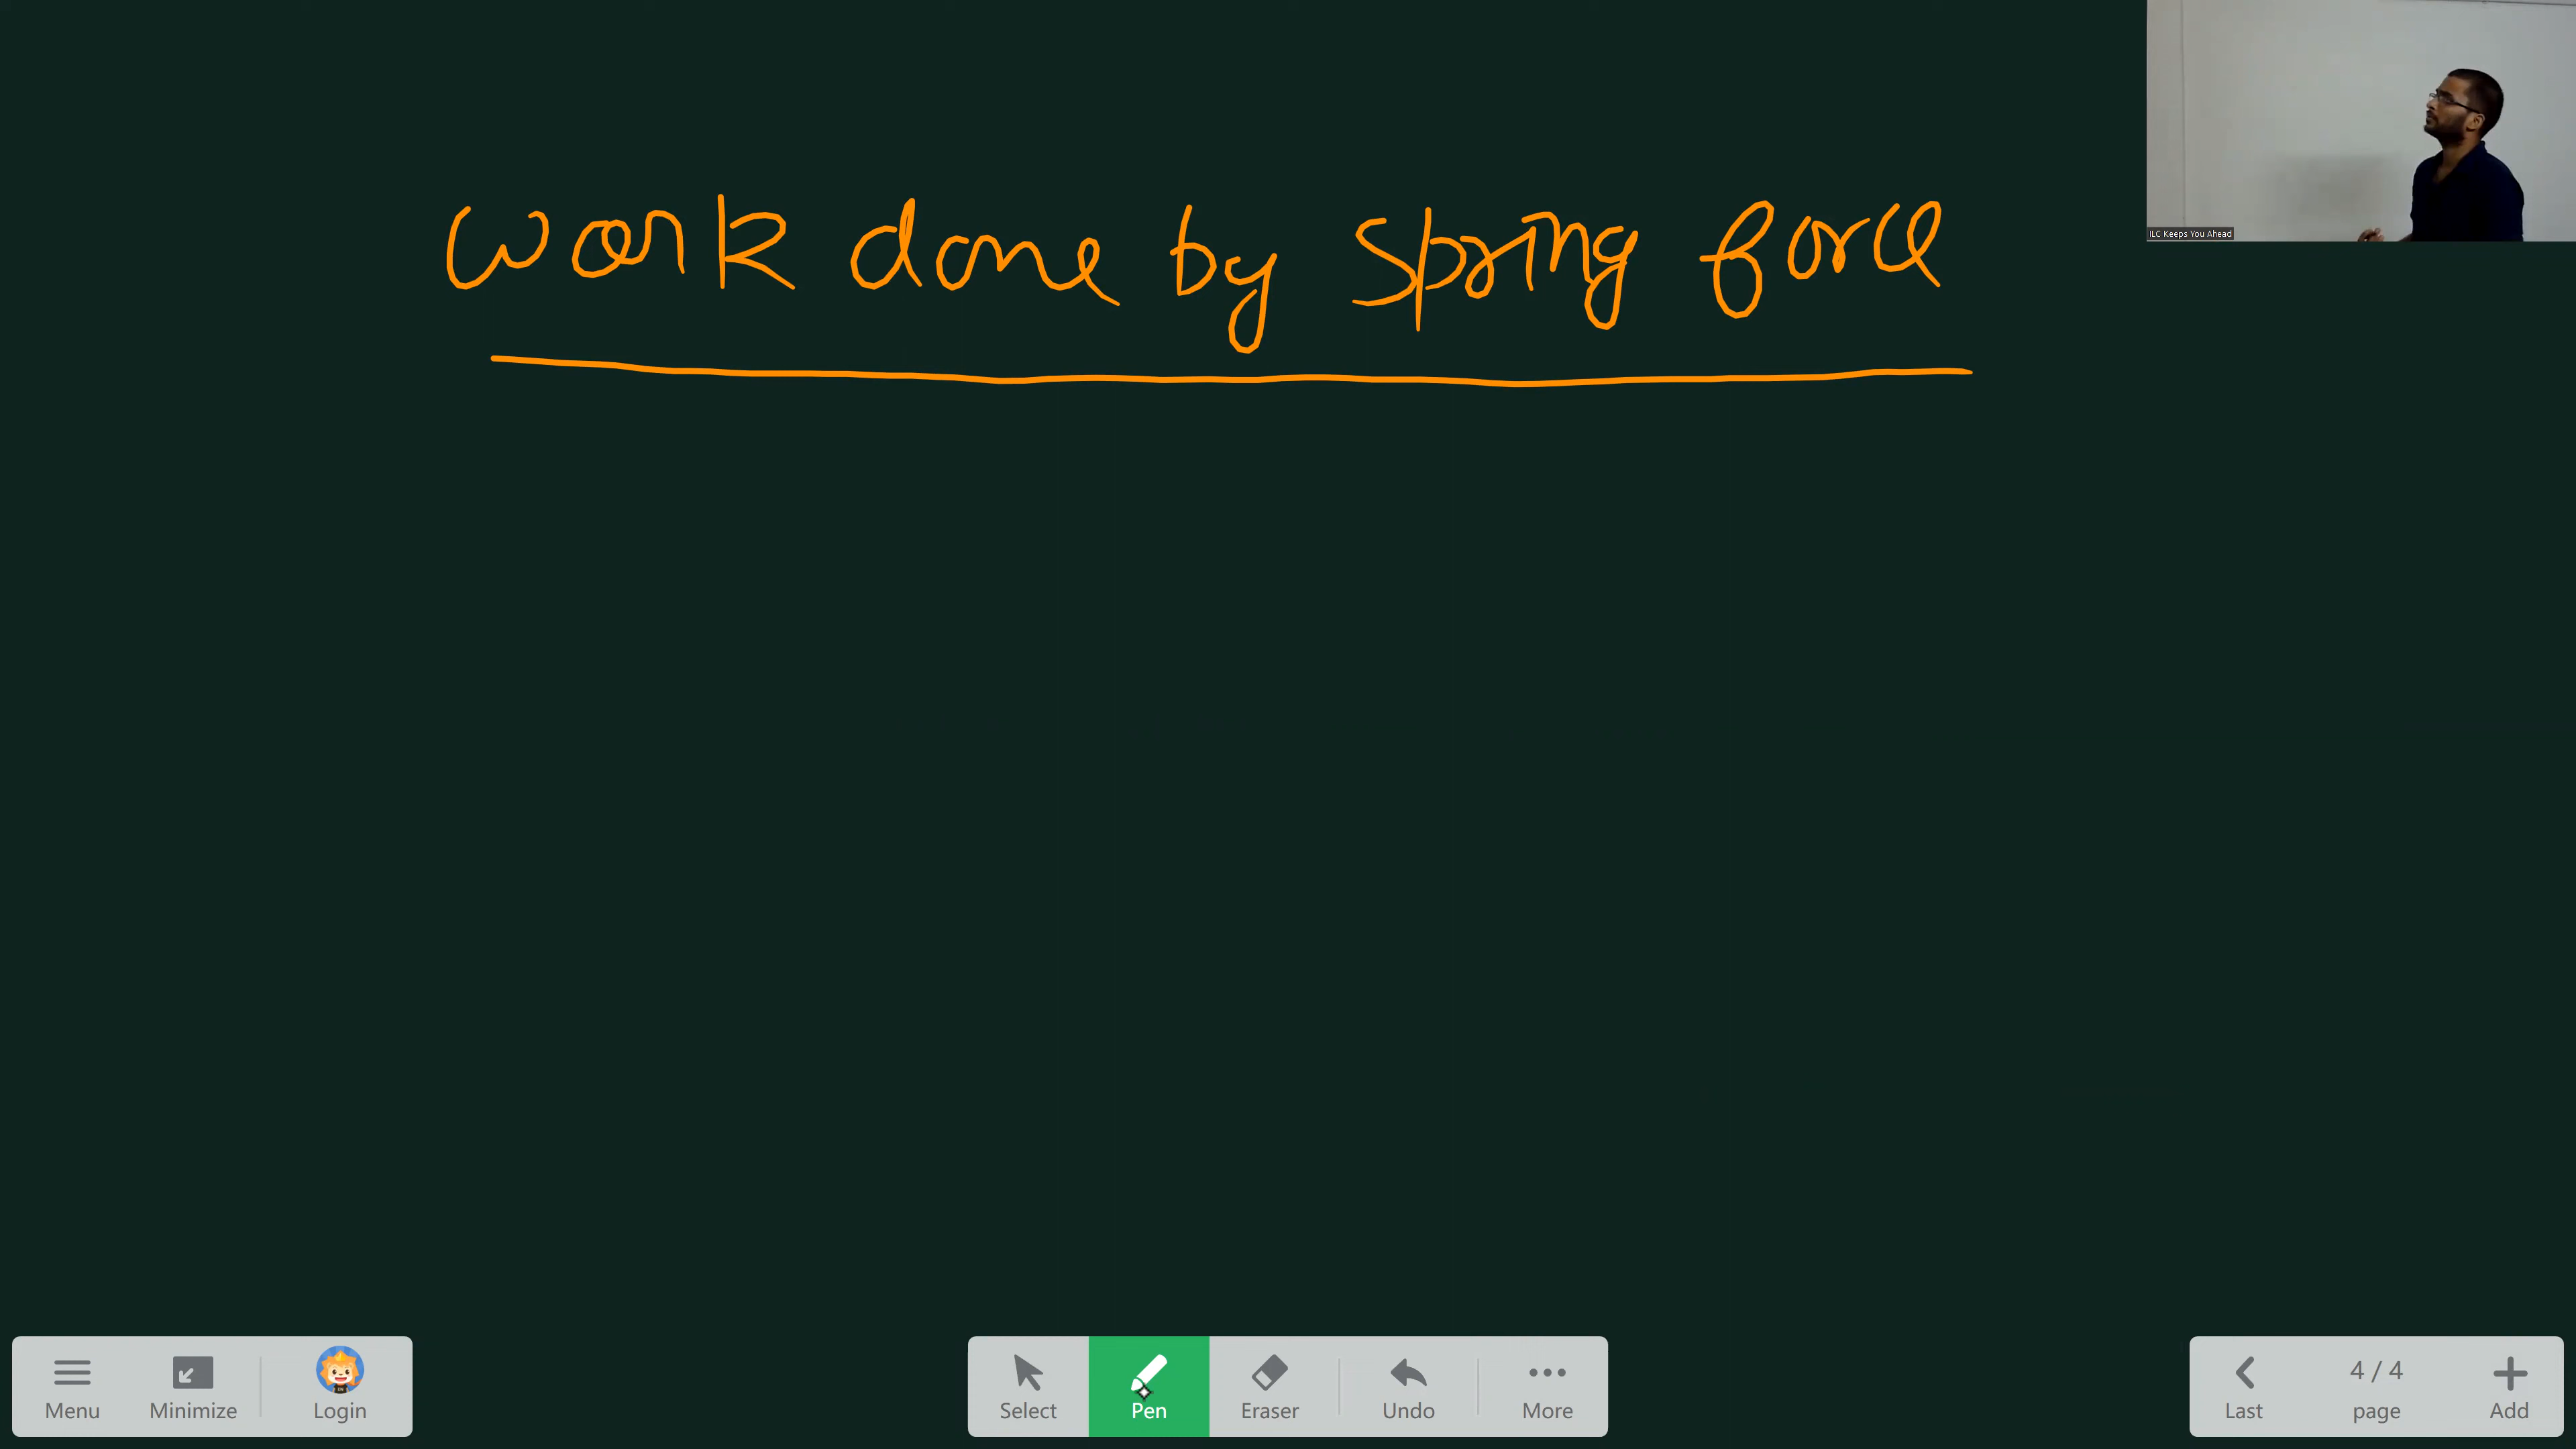 work done by spring force
ILC Keeps You Ahead
Menu
Minimize
Login
Select
Pen
Eraser
Undo
More
Last
4 / 4
page
Add